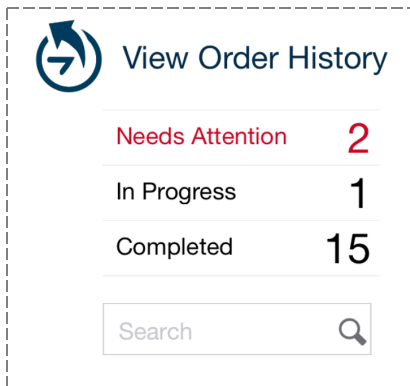 View Order History
Needs Attention 2
In Progress 1
Completed 15
Search